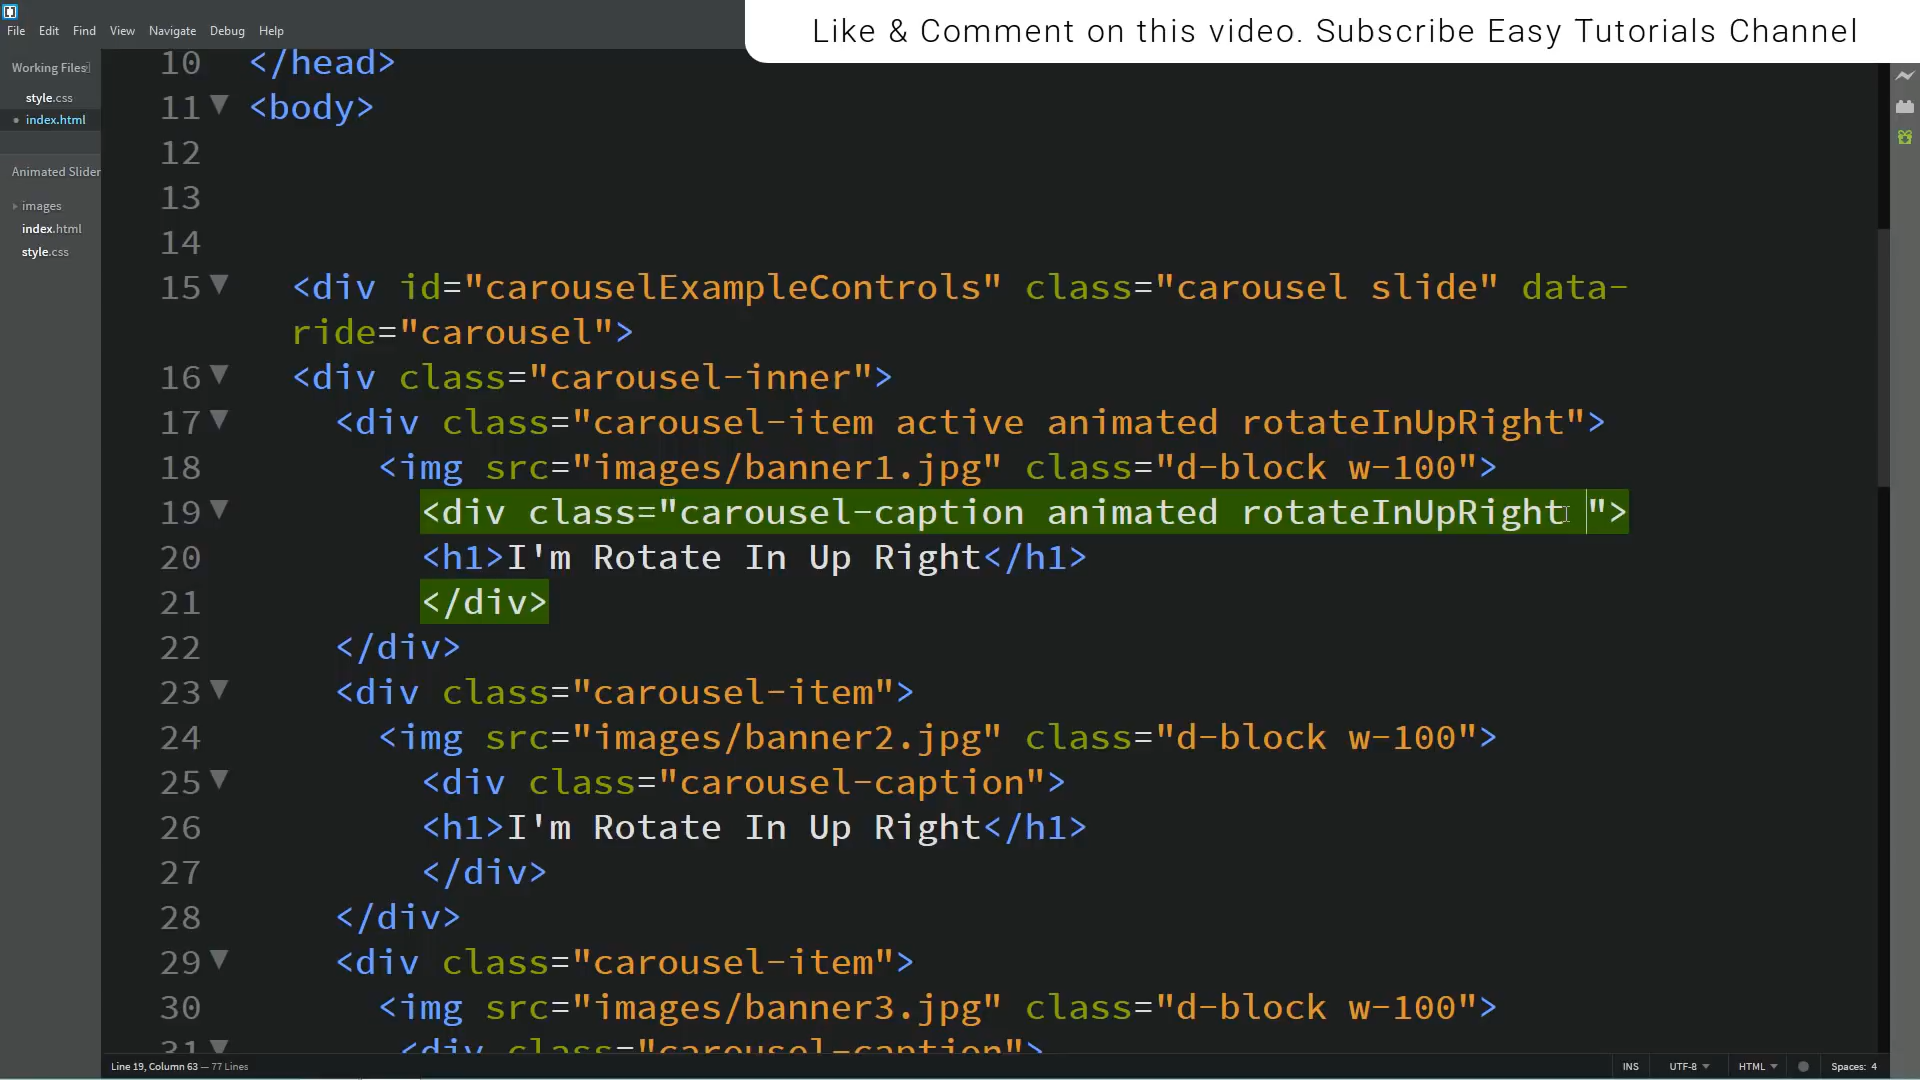 Like & Comment on this video. Subscribe Easy Tutorials Channel
File Edit Find View Navigate Debug Help
Working Files
style.css
index.html
Animated Slider
images
index.html
style.css
10 </head>
11 <body>
12
13
14
15 <div id="carouselExampleControls" class="carousel slide" data-
ride="carousel">
16 <div class="carousel-inner">
17 <div class="carousel-item active animated rotateInUpRight">
18 <img src="images/banner1.jpg" class="d-block w-100">
19 <div class="carousel-caption animated rotateInUpRight ">
20 <h1>I'm Rotate In Up Right</h1>
21 </div>
22 </div>
23 <div class="carousel-item">
24 <img src="images/banner2.jpg" class="d-block w-100">
25 <div class="carousel-caption">
26 <h1>I'm Rotate In Up Right</h1>
27 </div>
28 </div>
29 <div class="carousel-item">
30 <img src="images/banner3.jpg" class="d-block w-100">
31 <div class="carousel-caption">
Line 19, Column 63 — 77 Lines
INS UTF-8 HTML Spaces: 4